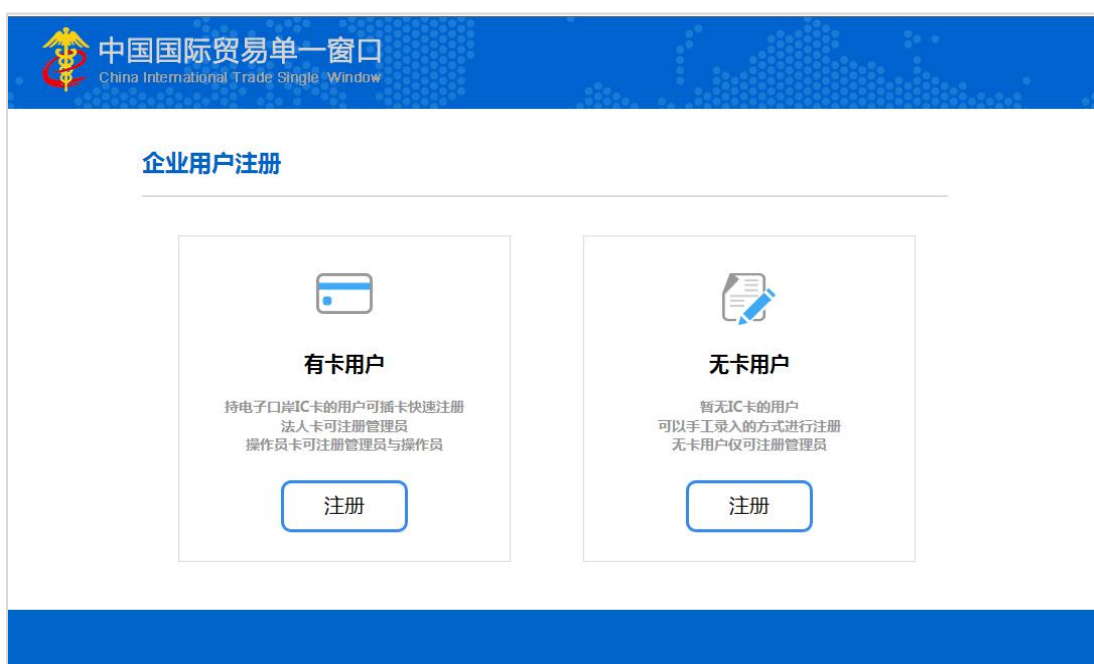 中国国际贸易单一窗口
China International Trade Single Window
企业用户注册
有卡用户
持电子口岸IC卡的用户可插卡快速注册
法人卡可注册管理员
操作员卡可注册管理员与操作员
注册
无卡用户
暂无IC卡的用户
可以手工录入的方式进行注册
无卡用户仅可注册管理员
注册